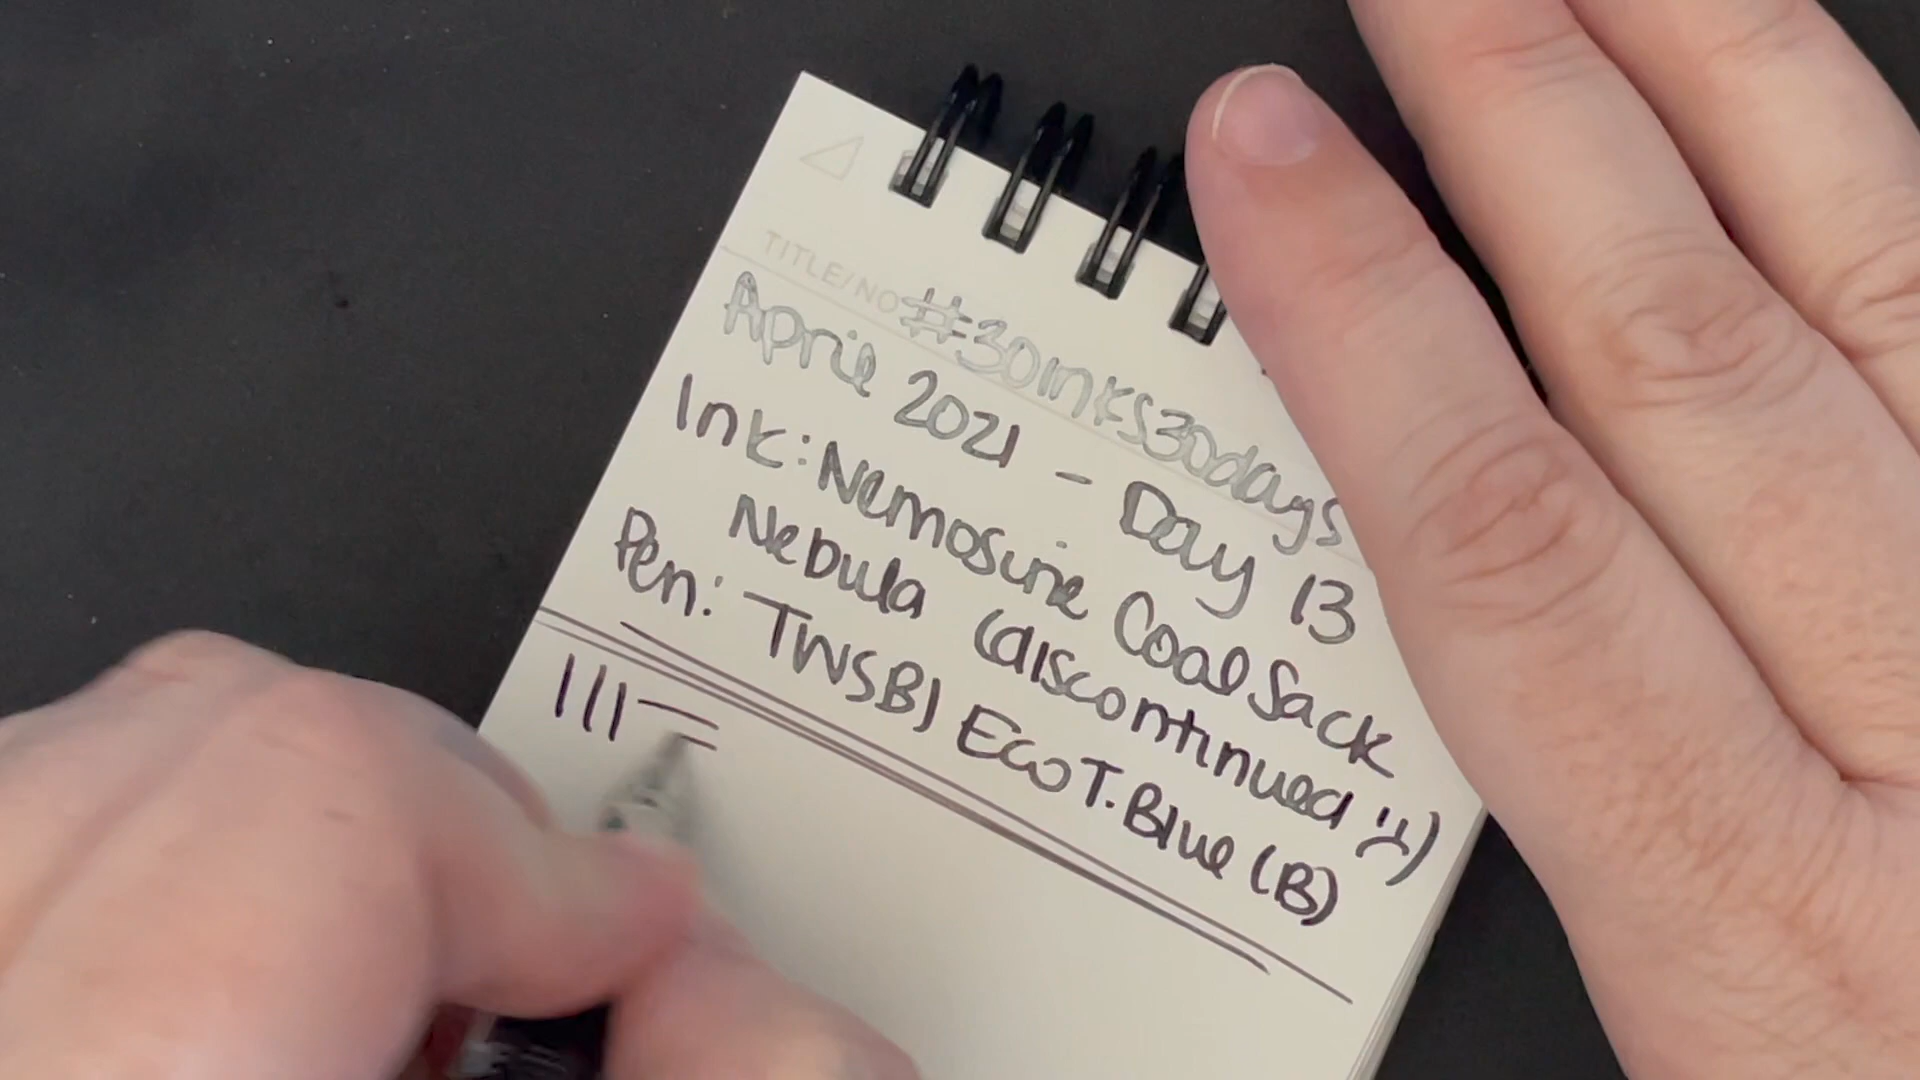 TITLE/NO
#30inks30days
April 2021 - Day 13
Ink: Nemosine Coal Sack
Nebula (discontinued :()
Pen: TWSBI Eco T. Blue (B)